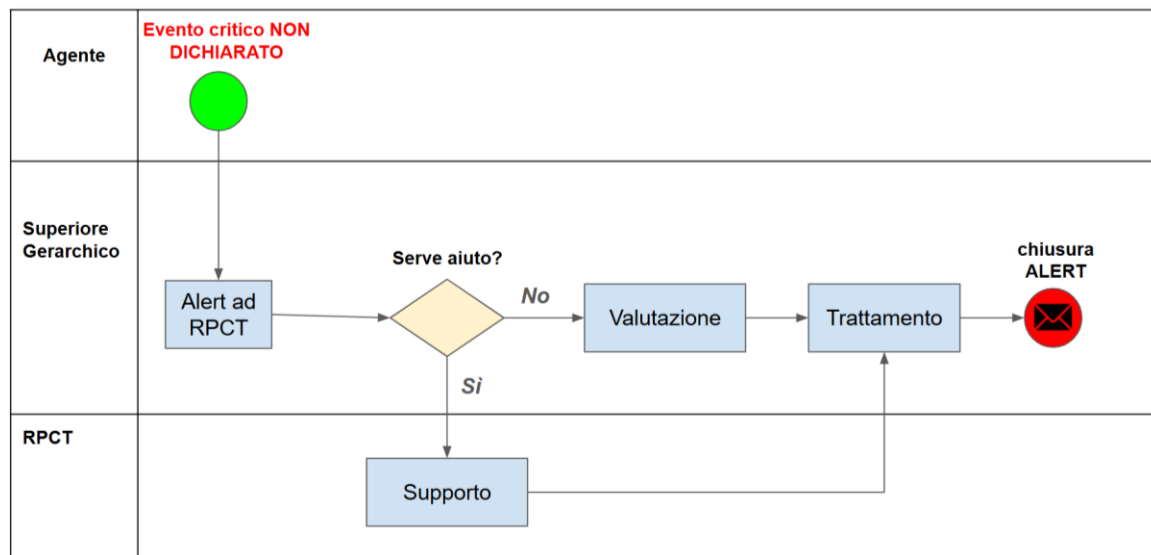 Evento critico NON
DICHIARATO
Agente
Superiore
Gerarchico
Serve aiuto?
chiusura
ALERT
Alert ad
RPCT
No
Valutazione
Trattamento
Sì
RPCT
Supporto